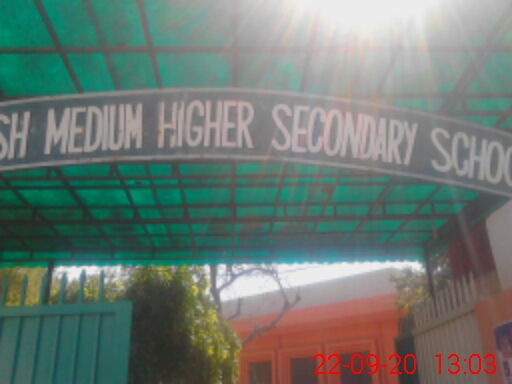 SH MEDIUM HIGHER SECONDARY SCHOO
22-09-20 13:03